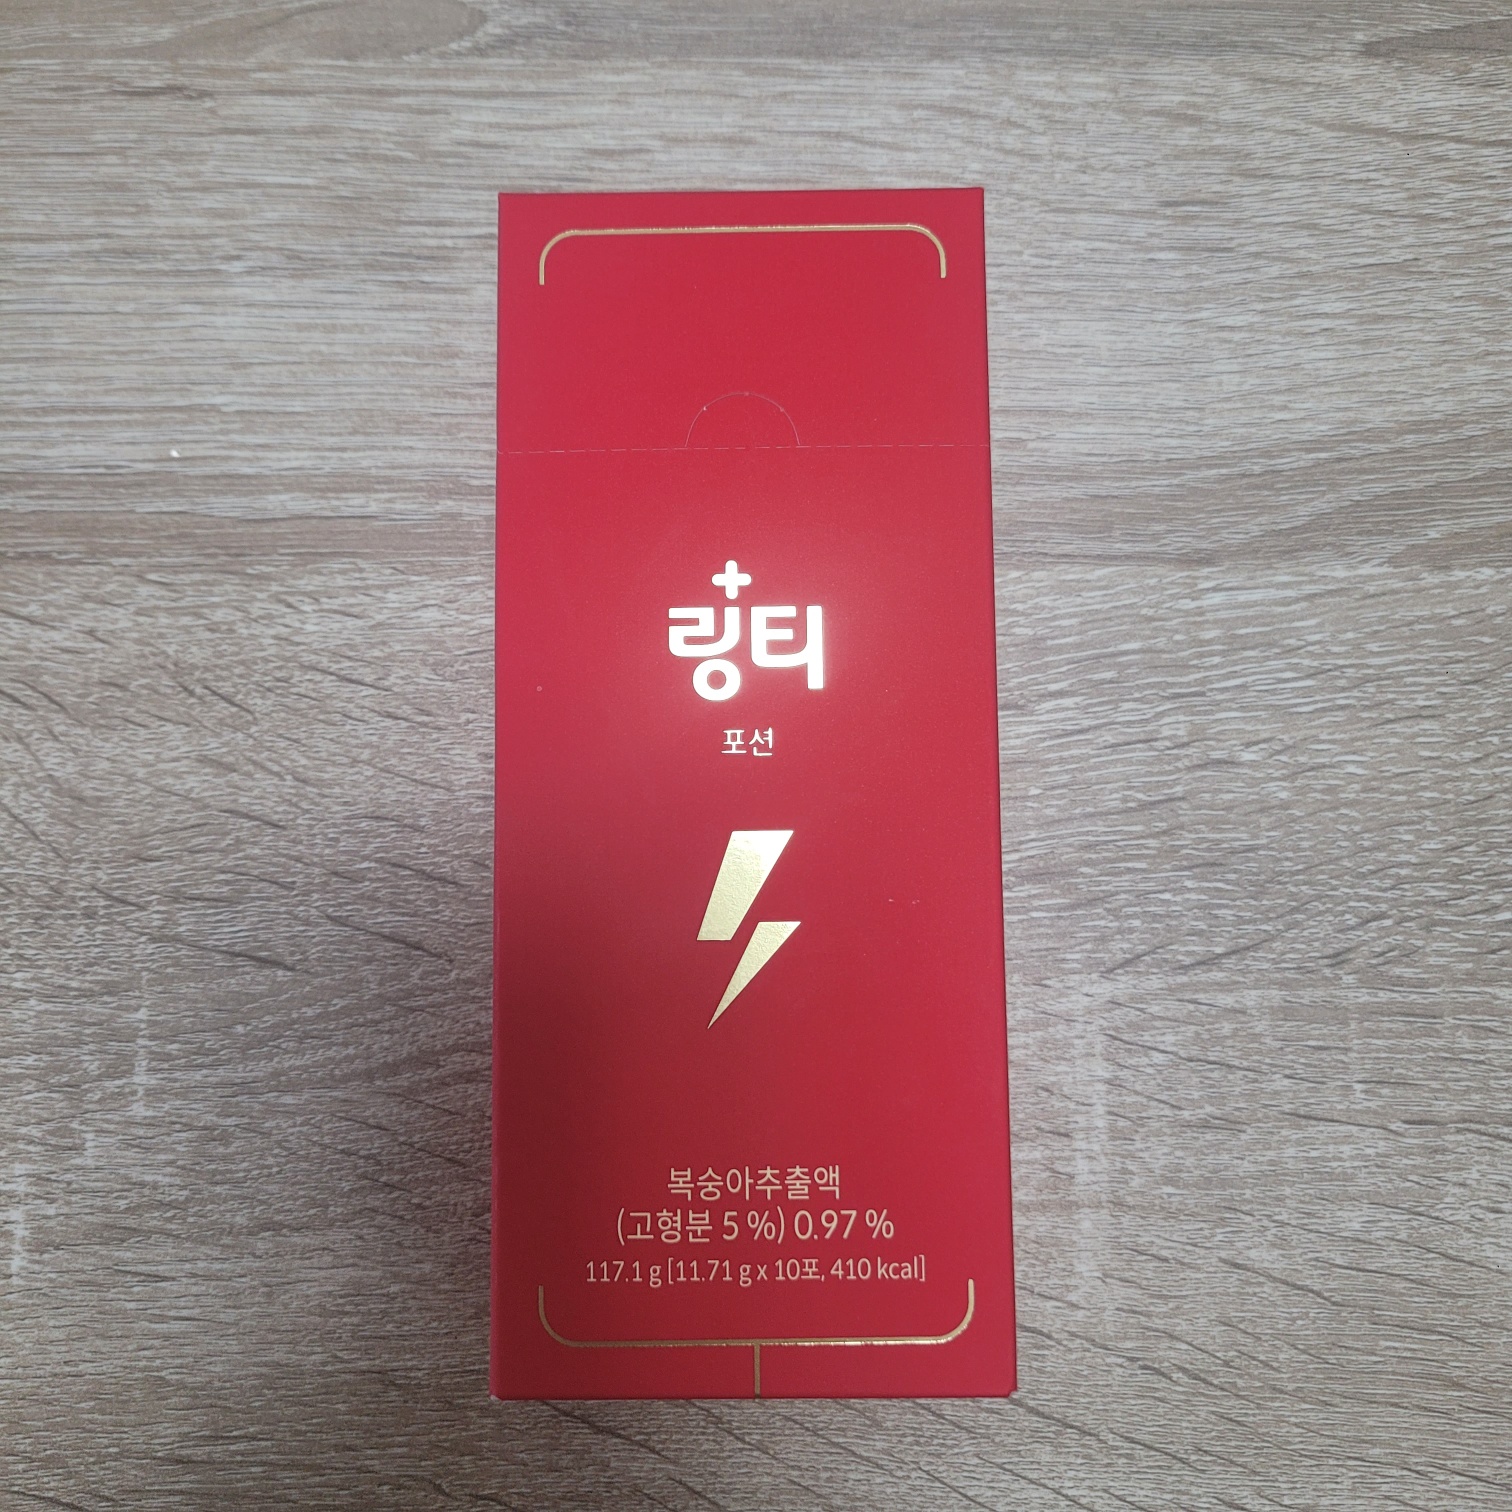 링티
포션
복숭아추출액
(고형분 5 %) 0.97 %
117.1 g [11.71 g x 10포, 410 kcal]